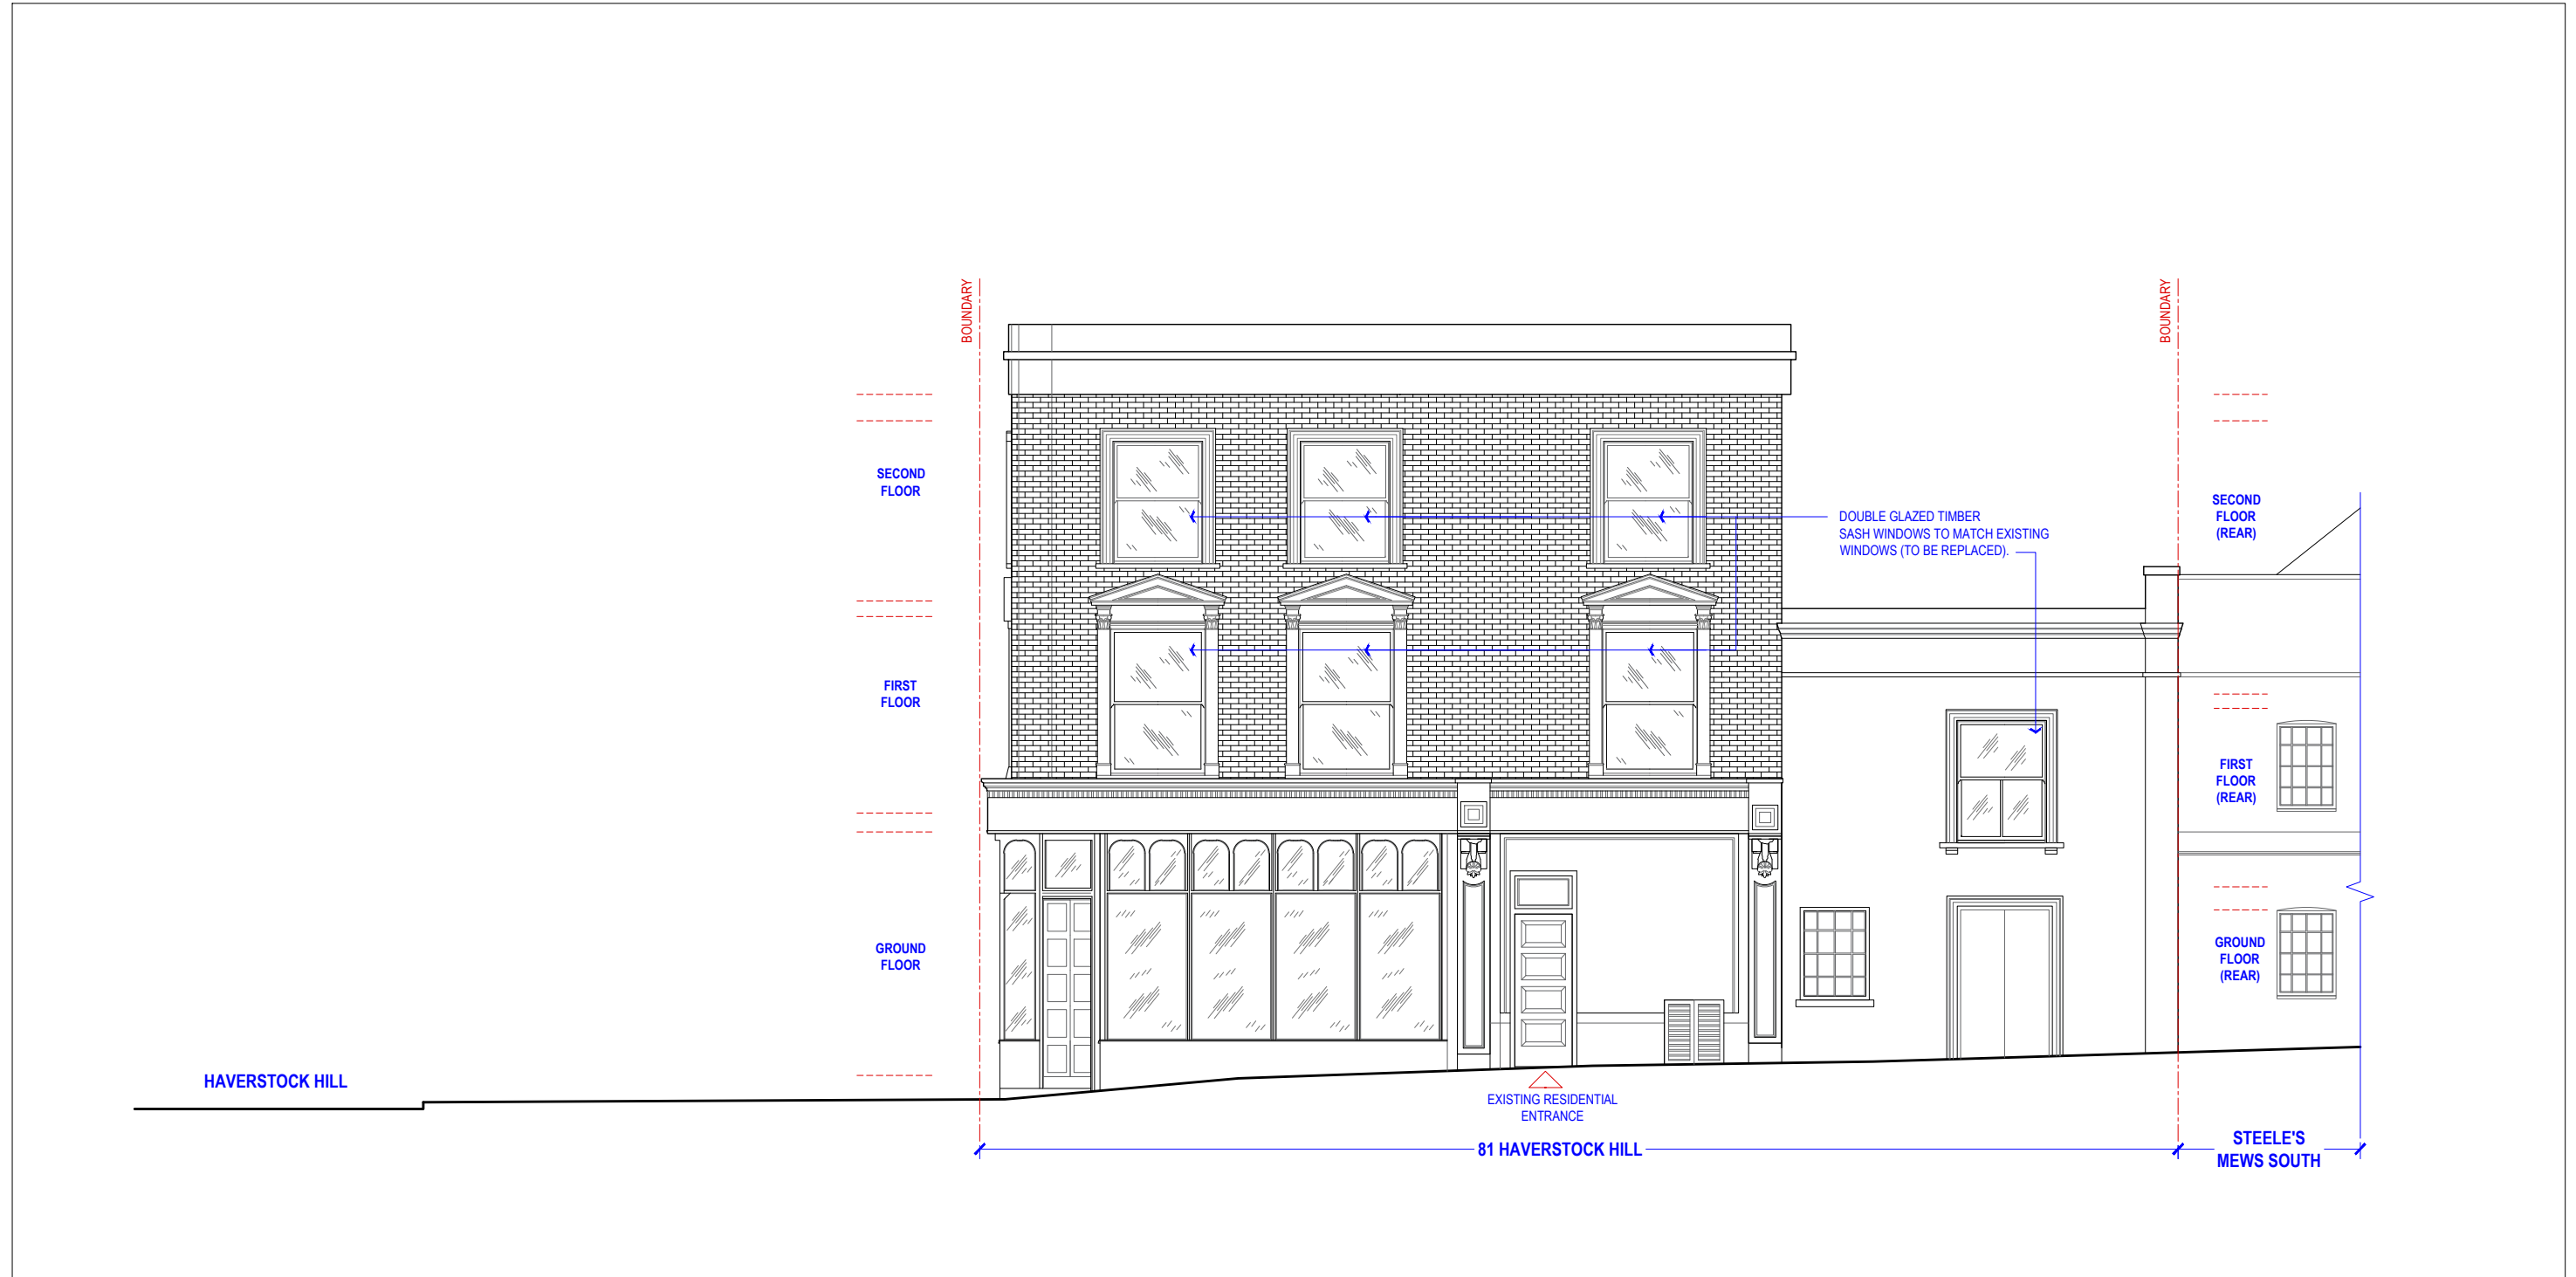 BOUNDARY
BOUNDARY
SECOND
FLOOR
SECOND
FLOOR
(REAR)
DOUBLE GLAZED TIMBER
SASH WINDOWS TO MATCH EXISTING
WINDOWS (TO BE REPLACED).
FIRST
FLOOR
FIRST
FLOOR
(REAR)
GROUND
FLOOR
GROUND
FLOOR
(REAR)
HAVERSTOCK HILL
EXISTING RESIDENTIAL
ENTRANCE
81 HAVERSTOCK HILL
STEELE'S
MEWS SOUTH